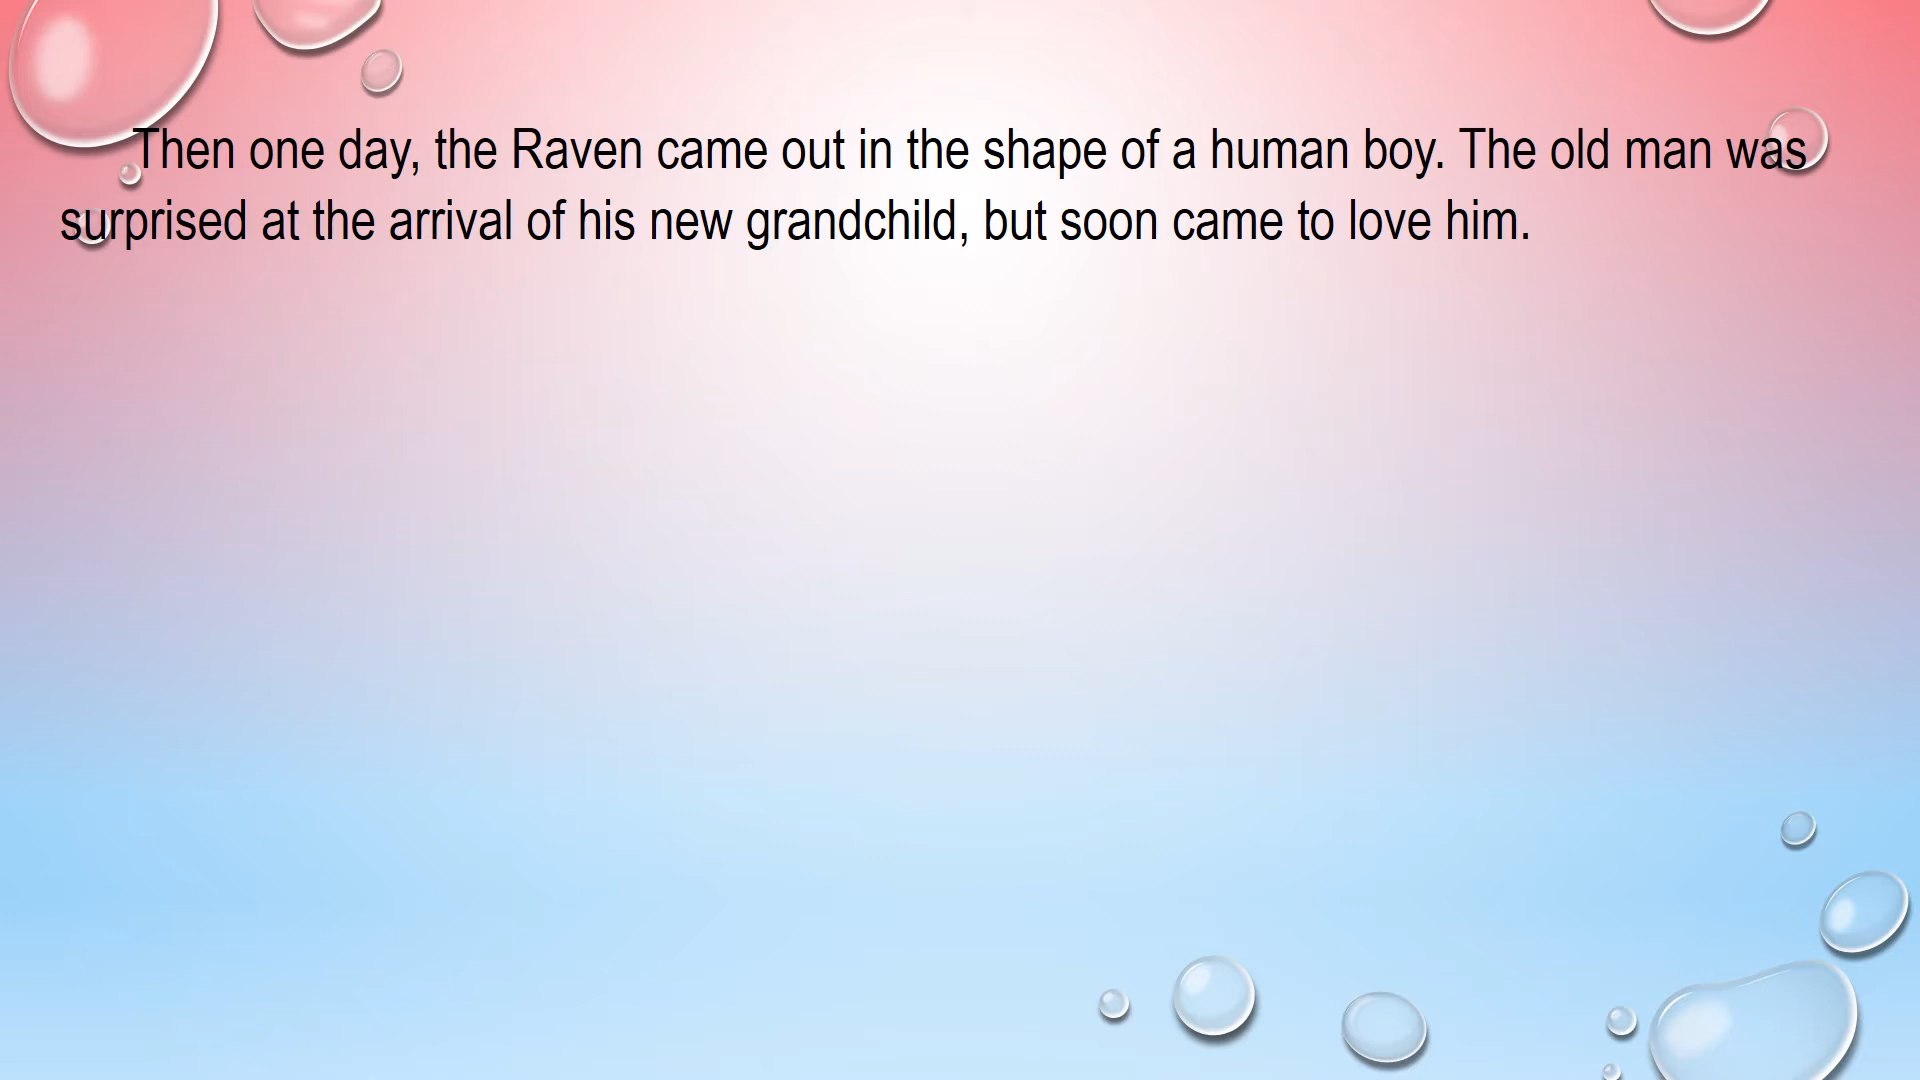 Then one day, the Raven came out in the shape of a human boy. The old man was
surprised at the arrival of his new grandchild, but soon came to love him.